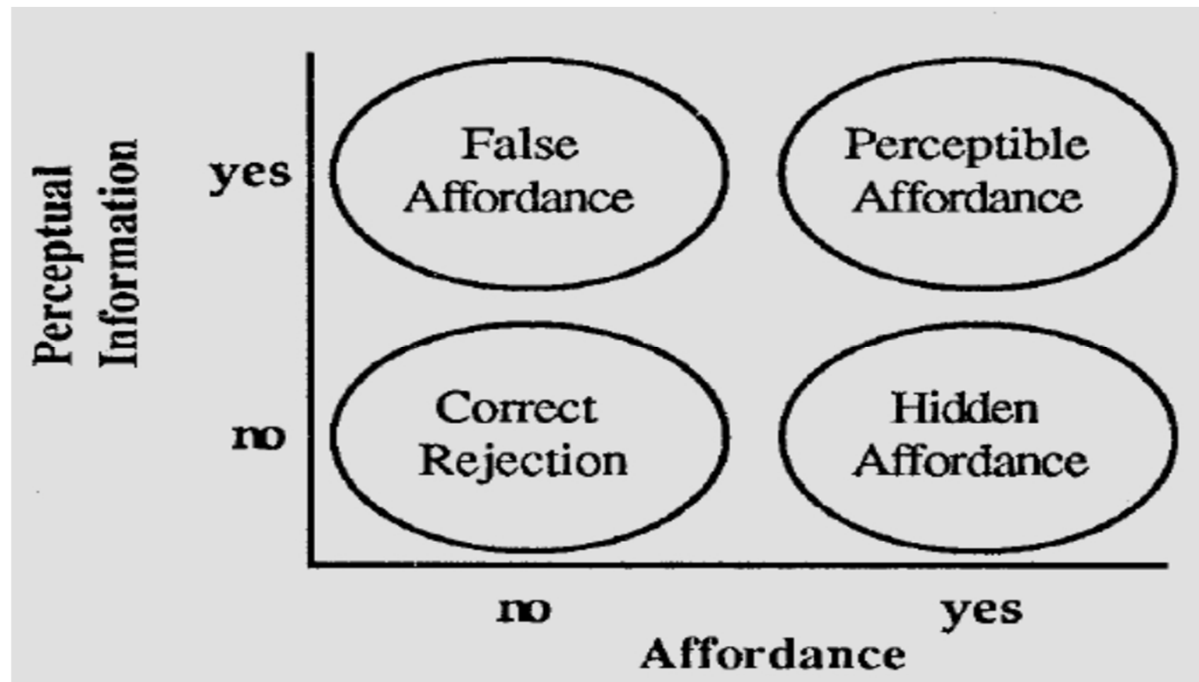 Perceptual
Information
yes
False
Affordance
Perceptible
Affordance
no
Correct
Rejection
Hidden
Affordance
no
yes
Affordance